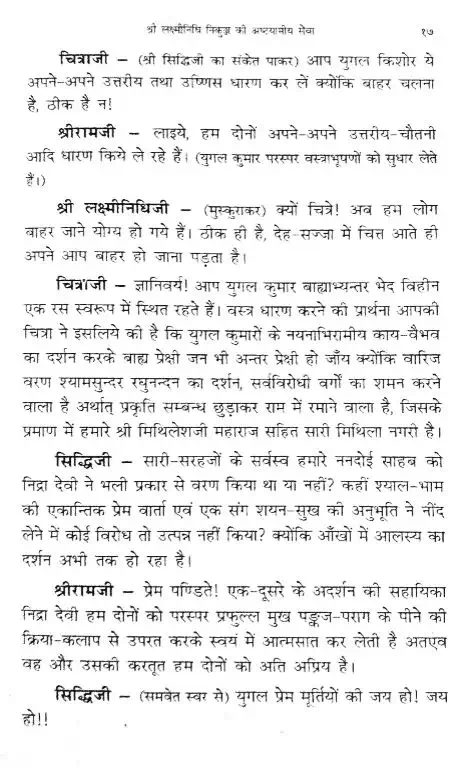 श्री लक्ष्मीनिधि निकुञ्ज की अष्टयामीय सेवा १७
चित्राजी – (श्री सिद्धिजी का संकेत पाकर) आप युगल किशोर ये
अपने-अपने उत्तरीय तथा उष्णिस धारण कर लें क्योंकि बाहर चलना
है, ठीक है न!
श्रीरामजी – लाइये, हम दोनों अपने-अपने उत्तरीय-चौतनी
आदि धारण किये ले रहे हैं। (युगल कुमार परस्पर वस्त्राभूषणों को सुधार लेते
हैं।)
श्री लक्ष्मीनिधिजी – (मुस्कुराकर) क्यों चित्रे! अब हम लोग
बाहर जाने योग्य हो गये हैं। ठीक ही है, देह-सज्जा में चित्त आते ही
अपने आप बाहर हो जाना पड़ता है।
चित्राजी – ज्ञानिवर्य! आप युगल कुमार बाह्याभ्यन्तर भेद विहीन
एक रस स्वरूप में स्थित रहते हैं। वस्त्र धारण करने की प्रार्थना आपकी
चित्रा ने इसलिये की है कि युगल कुमारों के नयनाभिरामीय काय-वैभव
का दर्शन करके बाह्य प्रेक्षी जन भी अन्तर प्रेक्षी हो जाँय क्योंकि वारिज
वरण श्यामसुन्दर रघुनन्दन का दर्शन, सर्वविरोधी वर्गों का शमन करने
वाला है अर्थात् प्रकृति सम्बन्ध छुड़ाकर राम में रमाने वाला है, जिसके
प्रमाण में हमारे श्री मिथिलेशजी महाराज सहित सारी मिथिला नगरी है।
सिद्धिजी – सारी-सरहजों के सर्वस्व हमारे ननदोई साहब को
निद्रा देवी ने भली प्रकार से वरण किया था या नहीं? कहीं श्याल-भाम
की एकान्तिक प्रेम वार्ता एवं एक संग शयन-सुख की अनुभूति ने नींद
लेने में कोई विरोध तो उत्पन्न नहीं किया? क्योंकि आँखों में आलस्य का
दर्शन अभी तक हो रहा है।
श्रीरामजी – प्रेम पण्डिते! एक-दूसरे के अदर्शन की सहायिका
निद्रा देवी हम दोनों को परस्पर प्रफुल्ल मुख पङ्कज-पराग के पीने की
क्रिया-कलाप से उपरत करके स्वयं में आत्मसात कर लेती है अतएव
वह और उसकी करतूत हम दोनों को अति अप्रिय है।
सिद्धिजी – (समवेत स्वर से) युगल प्रेम मूर्तियों की जय हो! जय
हो!!